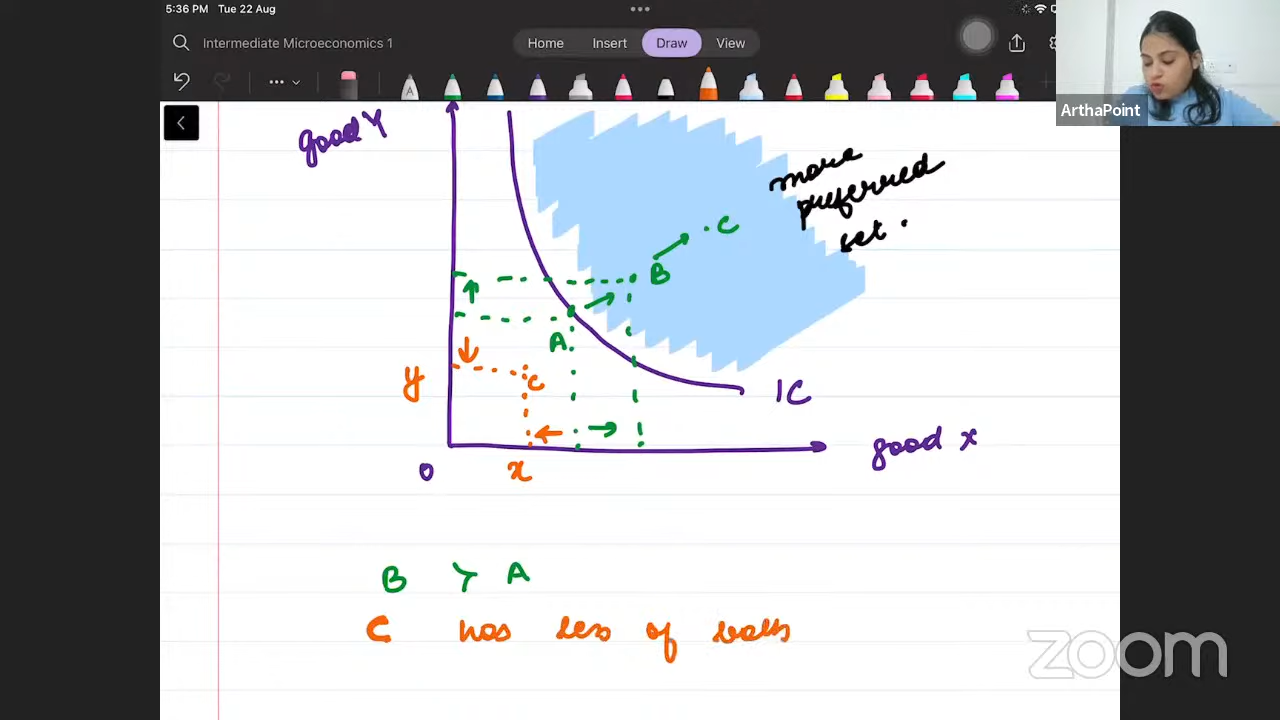 5:36 PM Tue 22 Aug
Intermediate Microeconomics 1
Home Insert Draw View
A
ArthaPoint
good Y
more
preferred
set.
C
B
A
y
C
IC
good x
0
x
B ≻ A
C has less of both
zoom